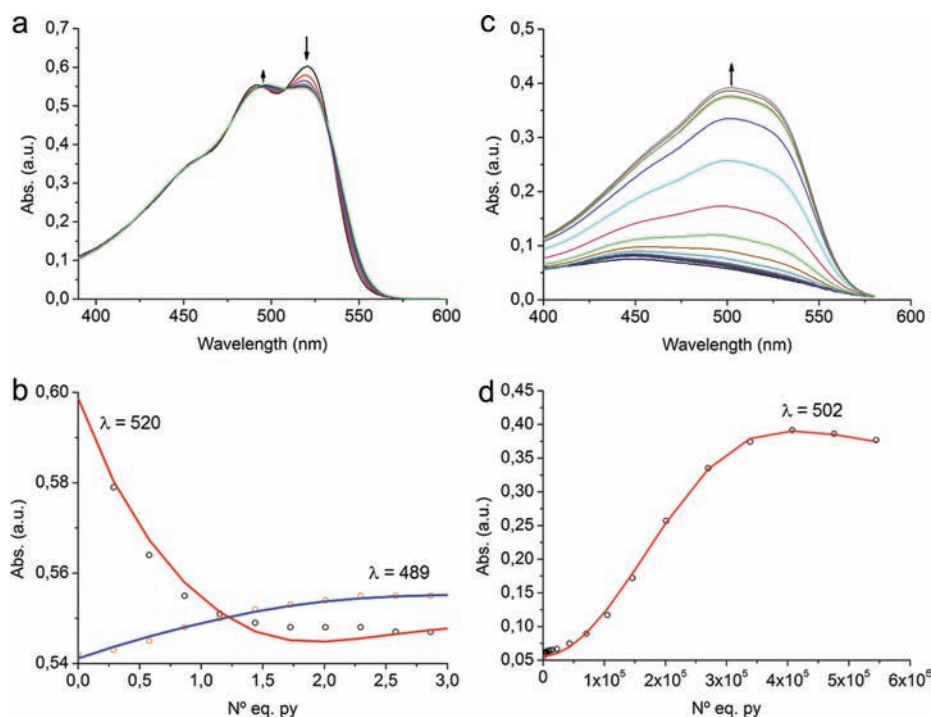 a
0,7
0,6
0,5
0,4
0,3
0,2
0,1
0,0
Abs. (a.u.)
400
450
500
550
600
Wavelength (nm)
c
0,4
0,3
0,2
0,1
0,0
Abs. (a.u.)
400
450
500
550
600
Wavelength (nm)
b
0,60
0,58
0,56
0,54
Abs. (a.u.)
λ = 520
λ = 489
0,0
0,5
1,0
1,5
2,0
2,5
3,0
Nº eq. py
d
0,45
0,40
0,35
0,30
0,25
0,20
0,15
0,10
0,05
Abs. (a.u.)
λ = 502
0
1x10⁵
2x10⁵
3x10⁵
4x10⁵
5x10⁵
6x10⁵
Nº eq. py